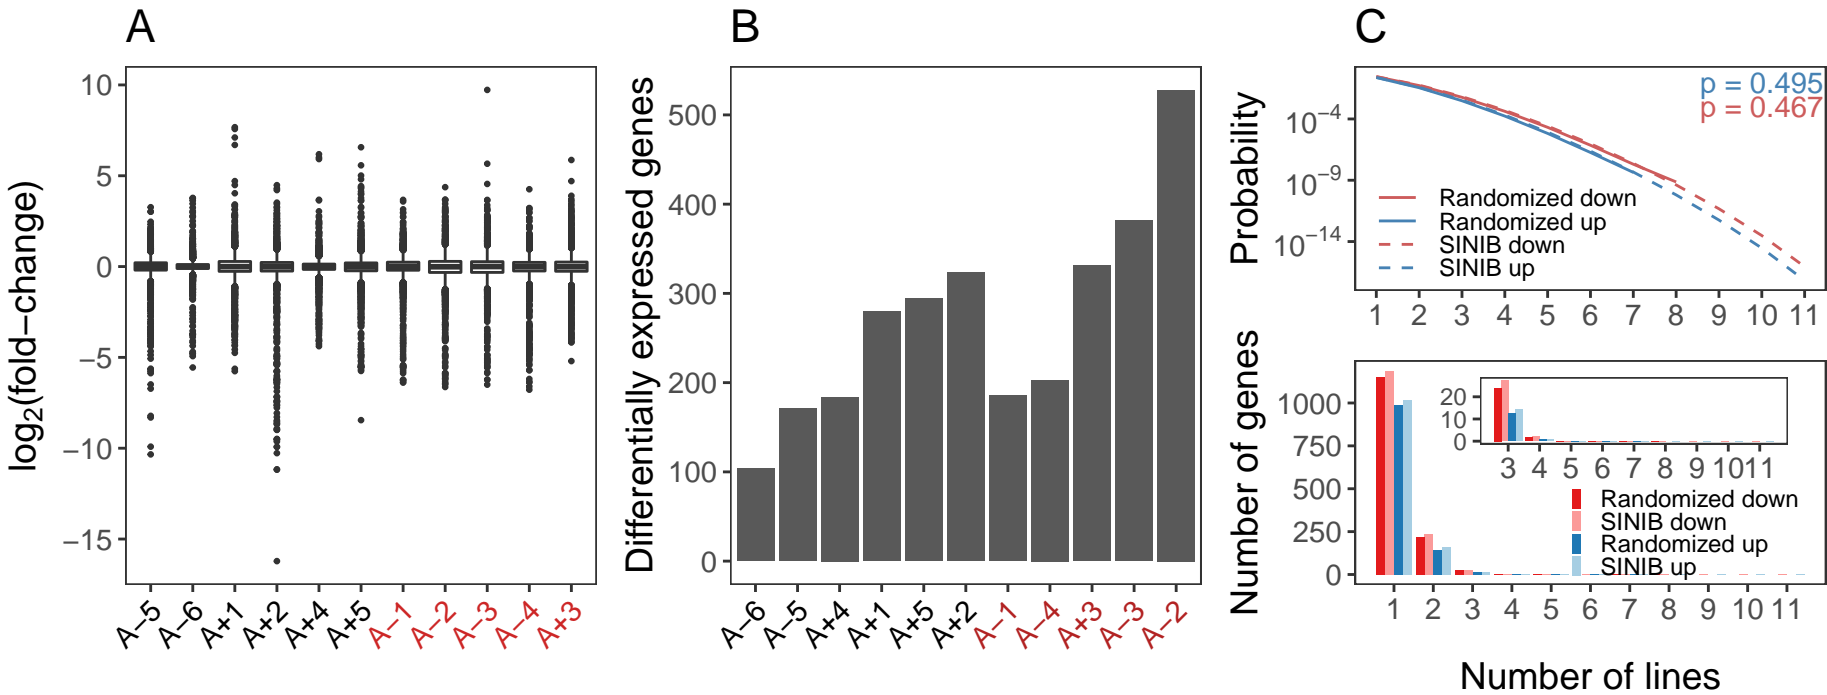 A
log2(fold−change)
10
5
0
−5
−10
−15
A−5
A−6
A+1
A+2
A+4
A+5
A−1
A−2
A−3
A−4
A+3
B
Differentially expressed genes
500
400
300
200
100
0
A−6
A−5
A+4
A+1
A+5
A+2
A−1
A−4
A+3
A−3
A−2
C
Probability
10−4
10−9
10−14
p = 0.495
p = 0.467
Randomized down
Randomized up
SINIB down
SINIB up
1 2 3 4 5 6 7 8 9 10 11
Number of genes
1000
750
500
250
0
20
10
0
3 4 5 6 7 8 9 10 11
Randomized down
SINIB down
Randomized up
SINIB up
1 2 3 4 5 6 7 8 9 10 11
Number of lines